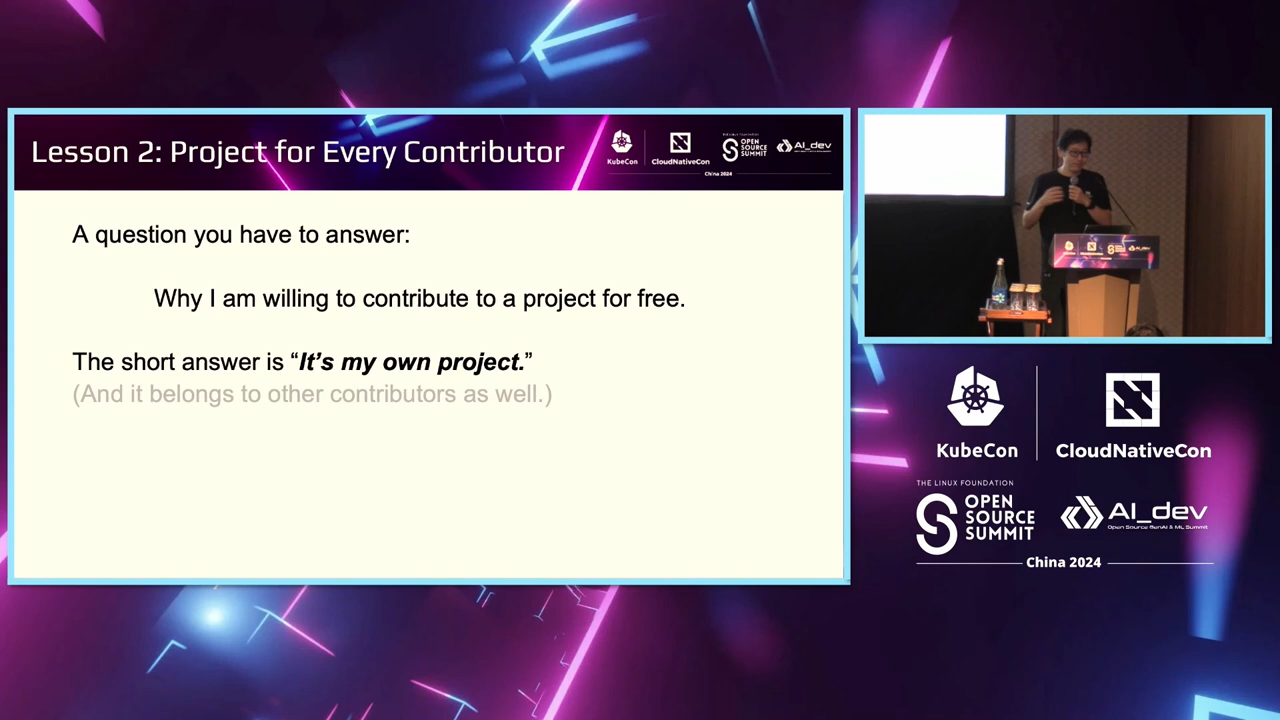 Lesson 2: Project for Every Contributor
KubeCon
CloudNativeCon
THE LINUX FOUNDATION
OPEN
SOURCE
SUMMIT
AI_dev
China 2024
A question you have to answer:
Why I am willing to contribute to a project for free.
The short answer is “It’s my own project.”
(And it belongs to other contributors as well.)
KubeCon
CloudNativeCon
THE LINUX FOUNDATION
OPEN
SOURCE
SUMMIT
AI_dev
Open Source GenAI & ML Summit
China 2024